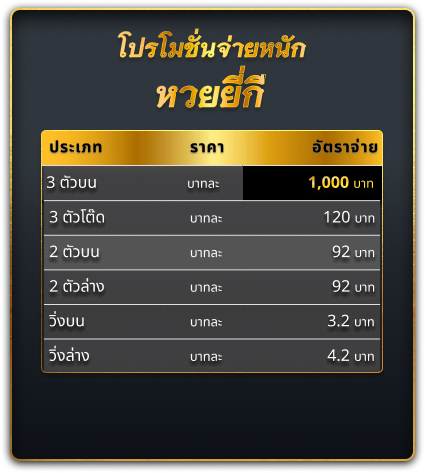 โปรโมชั่นจ่ายหนัก
หวยยี่กี
ประเภท ราคา อัตราจ่าย
3 ตัวบน บาทละ 1,000 บาท
3 ตัวโต๊ด บาทละ 120 บาท
2 ตัวบน บาทละ 92 บาท
2 ตัวล่าง บาทละ 92 บาท
วิ่งบน บาทละ 3.2 บาท
วิ่งล่าง บาทละ 4.2 บาท